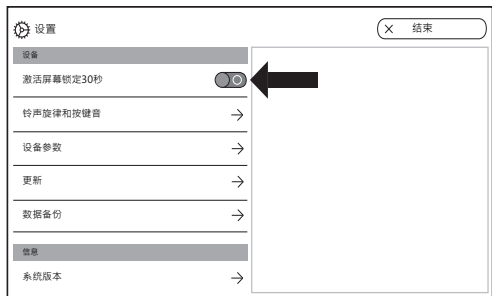 设置
结束
设备
激活屏幕锁定30秒
铃声旋律和按键音
设备参数
更新
数据备份
信息
系统版本